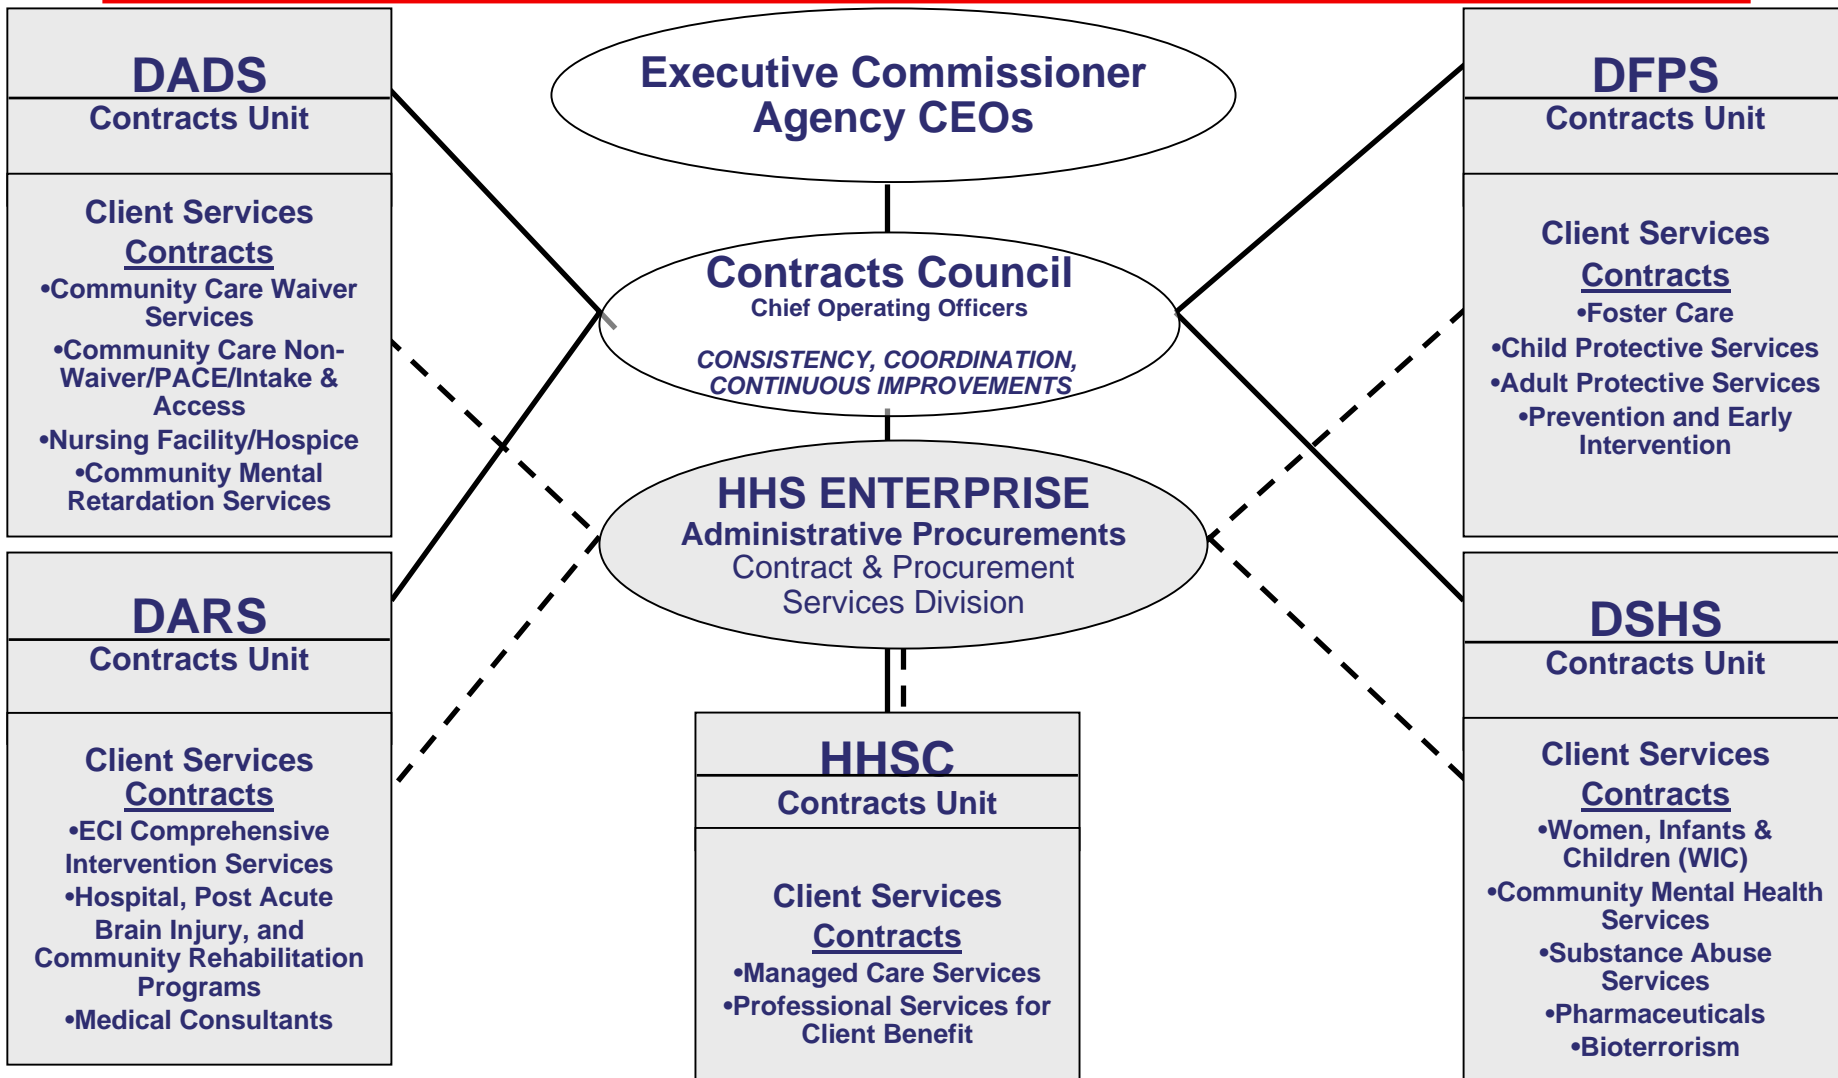 DADS
Contracts Unit
Client Services
Contracts
•Community Care Waiver
Services
•Community Care Non-
Waiver/PACE/Intake &
Access
•Nursing Facility/Hospice
•Community Mental
Retardation Services
DARS
Contracts Unit
Client Services
Contracts
•ECI Comprehensive
Intervention Services
•Hospital, Post Acute
Brain Injury, and
Community Rehabilitation
Programs
•Medical Consultants
Executive Commissioner
Agency CEOs
Contracts Council
Chief Operating Officers
CONSISTENCY, COORDINATION,
CONTINUOUS IMPROVEMENTS
HHS ENTERPRISE
Administrative Procurements
Contract & Procurement
Services Division
HHSC
Contracts Unit
Client Services
Contracts
•Managed Care Services
•Professional Services for
Client Benefit
DFPS
Contracts Unit
Client Services
Contracts
•Foster Care
•Child Protective Services
•Adult Protective Services
•Prevention and Early
Intervention
DSHS
Contracts Unit
Client Services
Contracts
•Women, Infants &
Children (WIC)
•Community Mental Health
Services
•Substance Abuse
Services
•Pharmaceuticals
•Bioterrorism